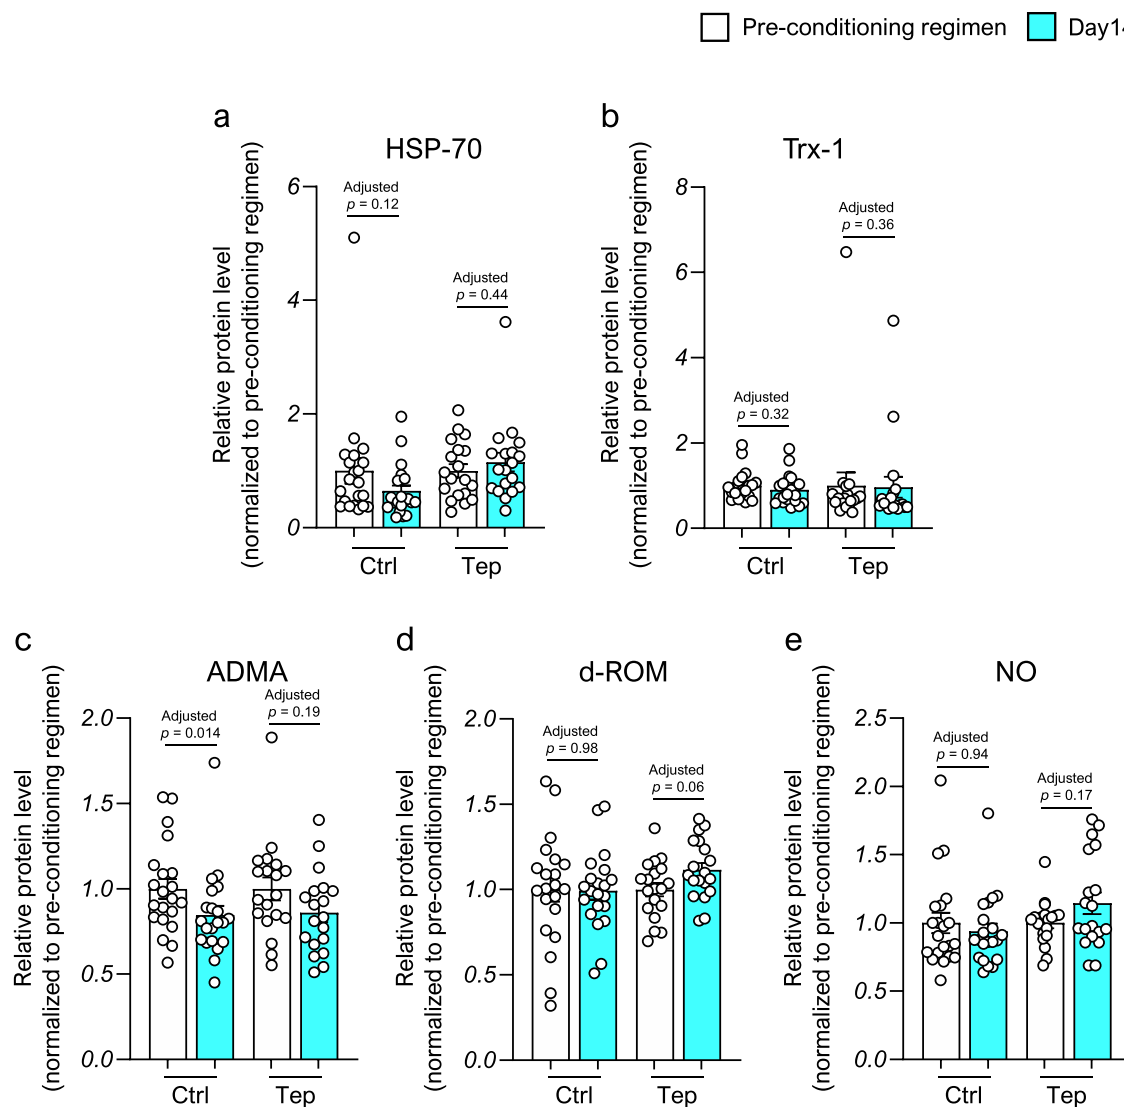 Pre-conditioning regimen
a
HSP-70
Relative protein level
(normalized to pre-conditioning regimen)
6
4
2
0
Adjusted
p = 0.12
Adjusted
p = 0.44
Ctrl
Tep
b
Trx-1
Relative protein level
(normalized to pre-conditioning regimen)
8
6
4
2
0
Adjusted
p = 0.32
Adjusted
p = 0.36
Ctrl
Tep
c
ADMA
Relative protein level
(normalized to pre-conditioning regimen)
2.0
1.5
1.0
0.5
0.0
Adjusted
p = 0.014
Adjusted
p = 0.19
Ctrl
Tep
d
d-ROM
Relative protein level
(normalized to pre-conditioning regimen)
2.0
1.5
1.0
0.5
0.0
Adjusted
p = 0.98
Adjusted
p = 0.06
Ctrl
Tep
e
NO
Relative protein level
(normalized to pre-conditioning regimen)
2.5
2.0
1.5
1.0
0.5
0.0
Adjusted
p = 0.94
Adjusted
p = 0.17
Ctrl
Tep